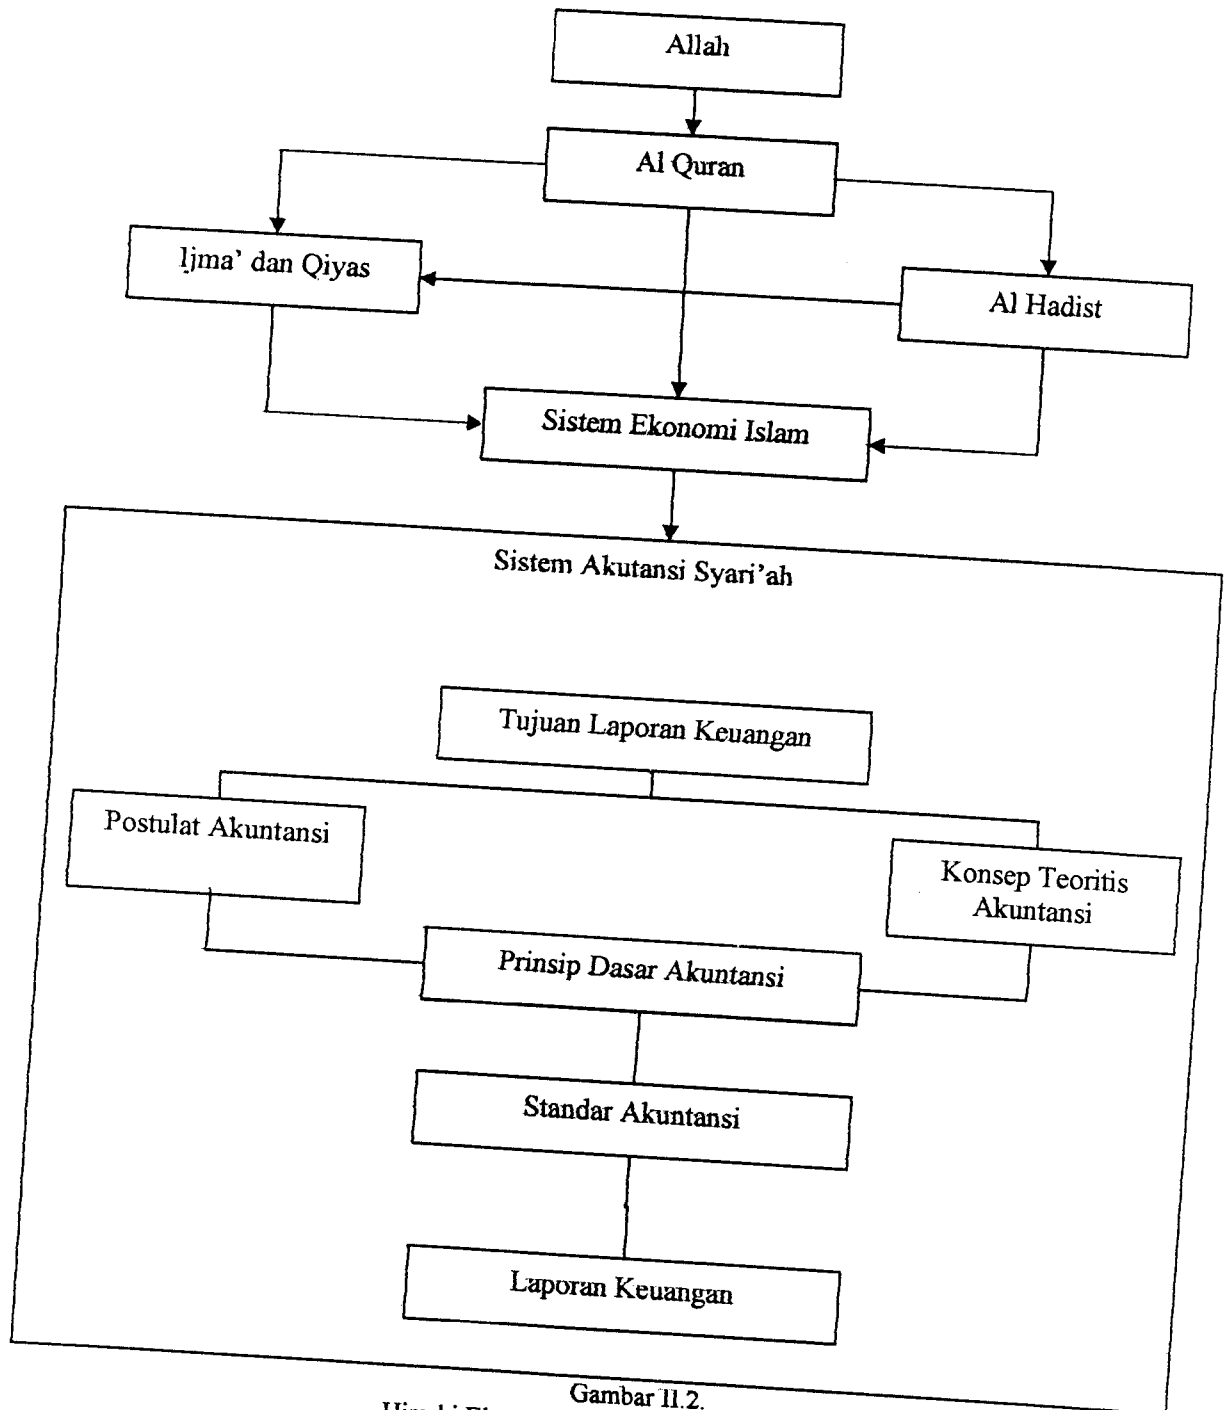 Allah
Al Quran
Ijma' dan Qiyas
Al Hadist
Sistem Ekonomi Islam
Sistem Akutansi Syari'ah
Tujuan Laporan Keuangan
Postulat Akuntansi
Konsep Teoritis
Akuntansi
Prinsip Dasar Akuntansi
Standar Akuntansi
Laporan Keuangan
Gambar II.2.